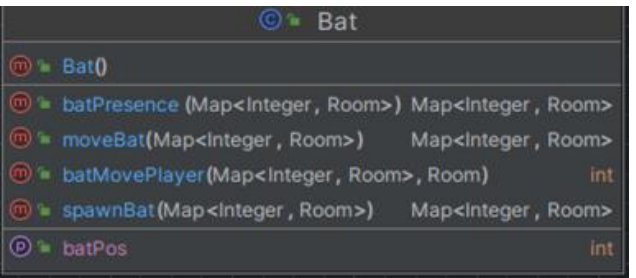 Bat
Bat()
batPresence (Map<Integer, Room>) Map<Integer, Room>
moveBat(Map<Integer, Room>) Map<Integer, Room>
batMovePlayer(Map<Integer, Room>, Room) int
spawnBat(Map<Integer, Room>) Map<Integer, Room>
batPos int